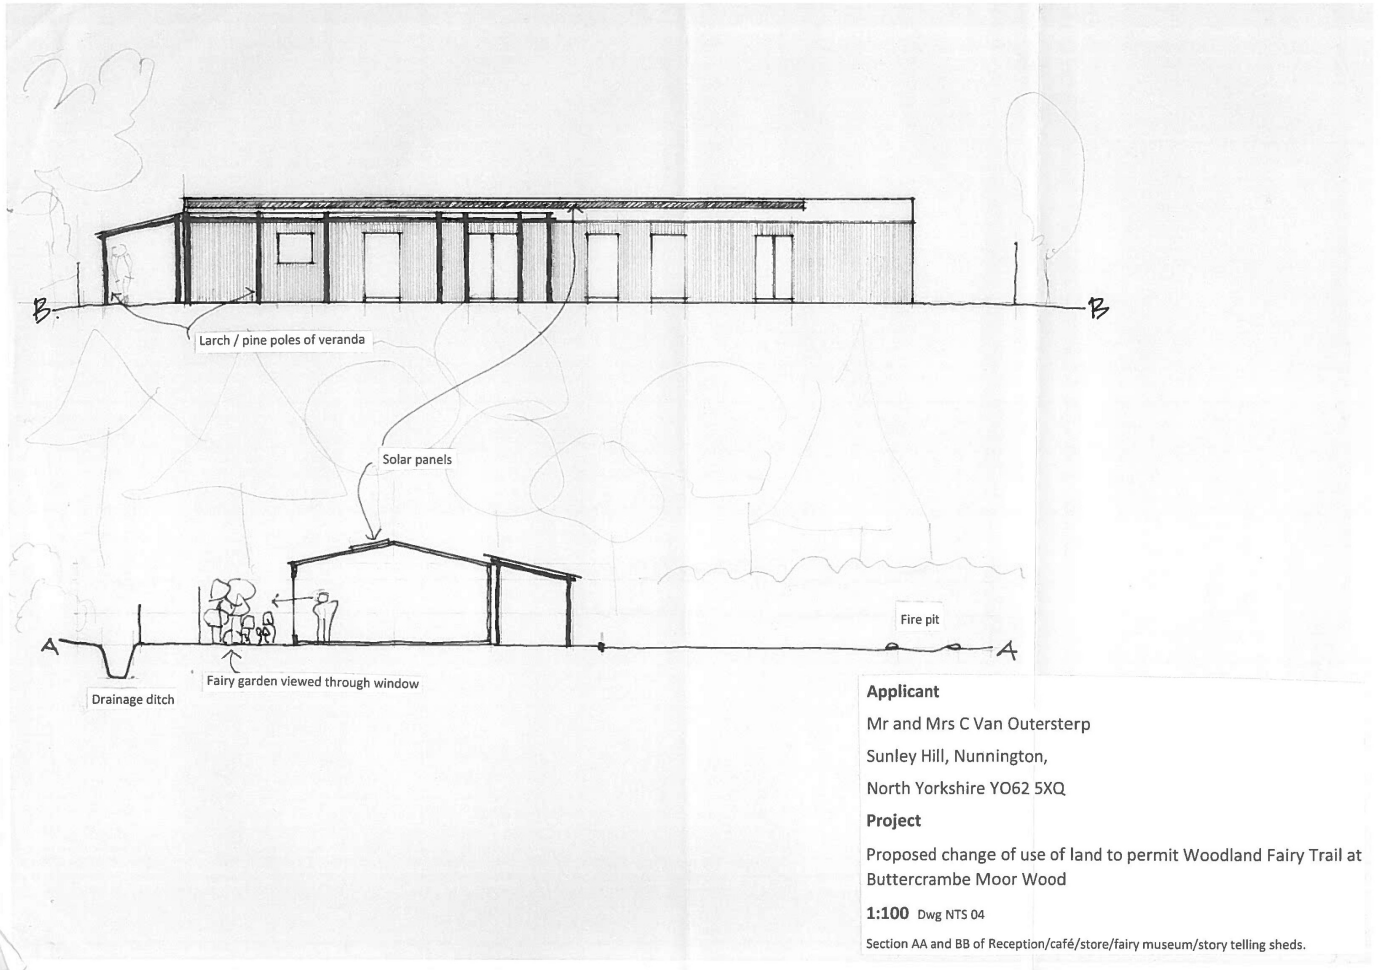 B.
B
Larch / pine poles of veranda
Solar panels
Fire pit
A
A
Fairy garden viewed through window
Drainage ditch
Applicant
Mr and Mrs C Van Outersterp
Sunley Hill, Nunnington,
North Yorkshire YO62 5XQ
Project
Proposed change of use of land to permit Woodland Fairy Trail at
Buttercrambe Moor Wood
1:100 Dwg NTS 04
Section AA and BB of Reception/café/store/fairy museum/story telling sheds.